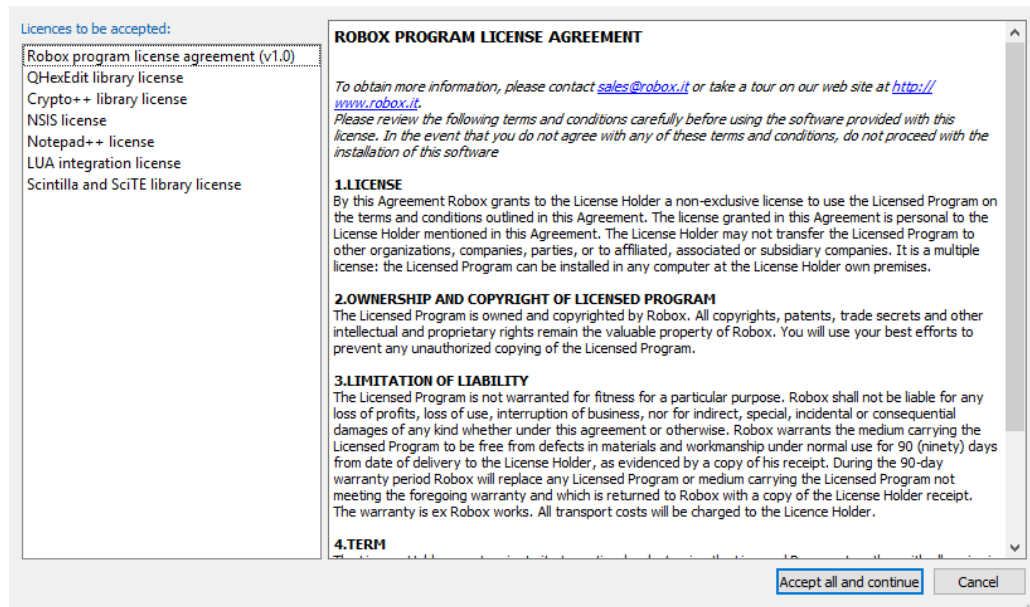 Licences to be accepted:
Robox program license agreement (v1.0)
QHexEdit library license
Crypto++ library license
NSIS license
Notepad++ license
LUA integration license
Scintilla and SciTE library license
ROBOX PROGRAM LICENSE AGREEMENT
To obtain more information, please contact sales@robox.it or take a tour on our web site at http://
www.robox.it.
Please review the following terms and conditions carefully before using the software provided with this
license. In the event that you do not agree with any of these terms and conditions, do not proceed with the
installation of this software
1.LICENSE
By this Agreement Robox grants to the License Holder a non-exclusive license to use the Licensed Program on
the terms and conditions outlined in this Agreement. The license granted in this Agreement is personal to the
License Holder mentioned in this Agreement. The License Holder may not transfer the Licensed Program to
other organizations, companies, parties, or to affiliated, associated or subsidiary companies. It is a multiple
license: the Licensed Program can be installed in any computer at the License Holder own premises.
2.OWNERSHIP AND COPYRIGHT OF LICENSED PROGRAM
The Licensed Program is owned and copyrighted by Robox. All copyrights, patents, trade secrets and other
intellectual and proprietary rights remain the valuable property of Robox. You will use your best efforts to
prevent any unauthorized copying of the Licensed Program.
3.LIMITATION OF LIABILITY
The Licensed Program is not warranted for fitness for a particular purpose. Robox shall not be liable for any
loss of profits, loss of use, interruption of business, nor for indirect, special, incidental or consequential
damages of any kind whether under this agreement or otherwise. Robox warrants the medium carrying the
Licensed Program to be free from defects in materials and workmanship under normal use for 90 (ninety) days
from date of delivery to the License Holder, as evidenced by a copy of his receipt. During the 90-day
warranty period Robox will replace any Licensed Program or medium carrying the Licensed Program not
meeting the foregoing warranty and which is returned to Robox with a copy of the License Holder receipt.
The warranty is ex Robox works. All transport costs will be charged to the Licence Holder.
4.TERM
Accept all and continue
Cancel